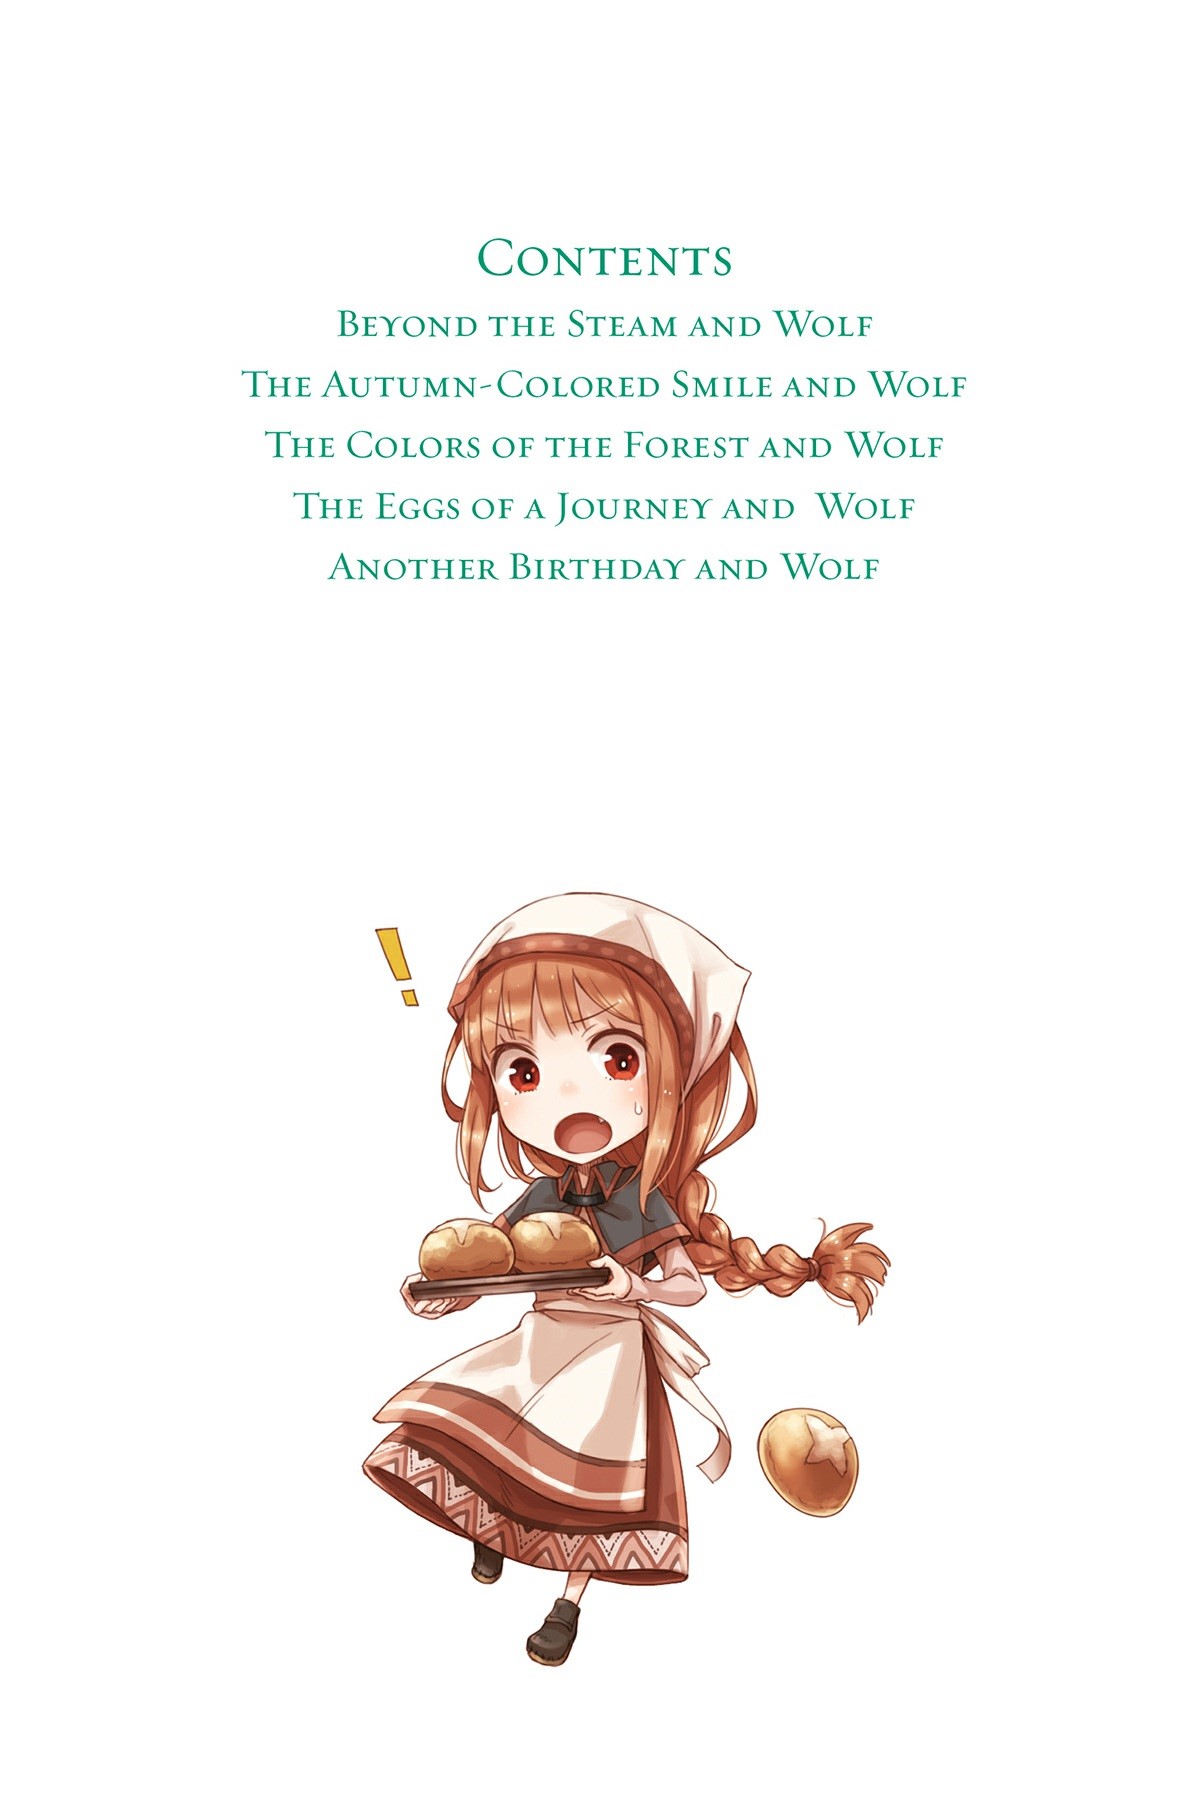 Contents
Beyond the Steam and Wolf
The Autumn-Colored Smile and Wolf
The Colors of the Forest and Wolf
The Eggs of a Journey and Wolf
Another Birthday and Wolf
!